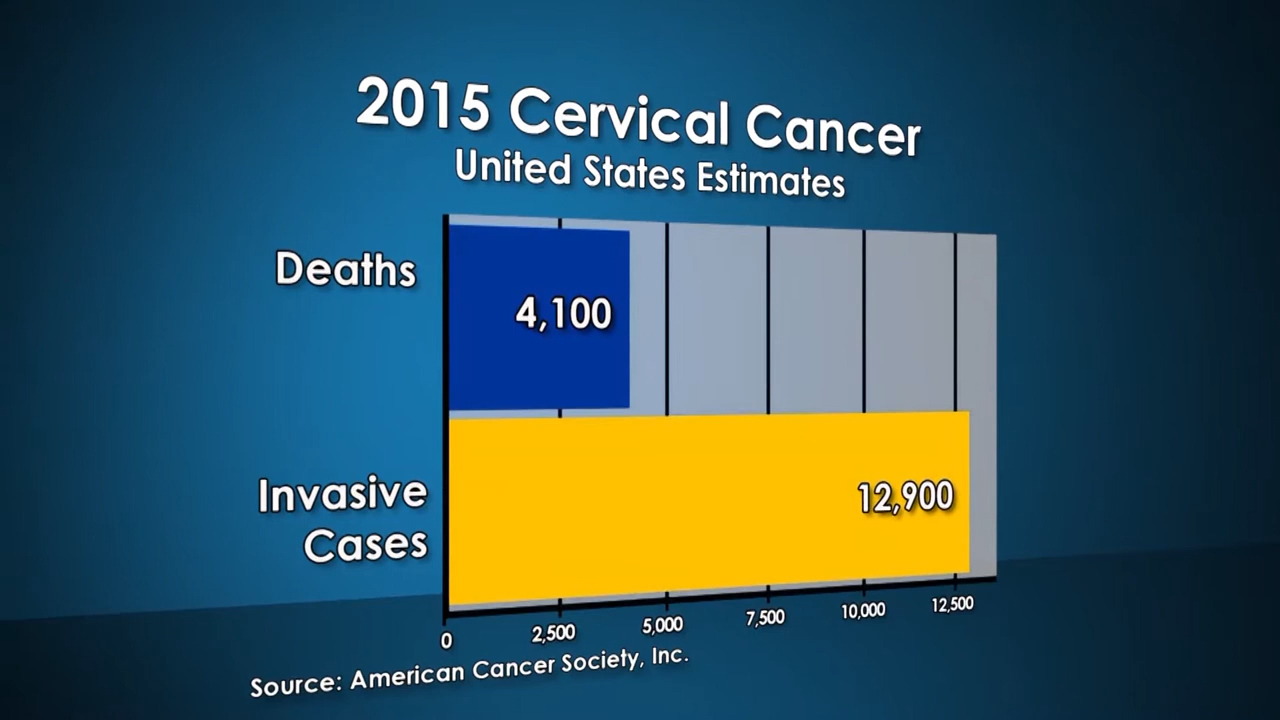 2015 Cervical Cancer
United States Estimates
Deaths
4,100
Invasive
Cases
12,900
0
2,500
5,000
7,500
10,000
12,500
Source: American Cancer Society, Inc.